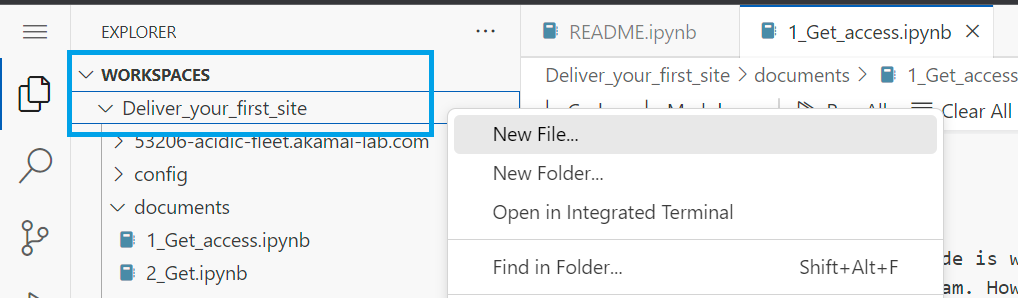 EXPLORER
···
README.ipynb
1_Get_access.ipynb
WORKSPACES
Deliver_your_first_site > documents > 1_Get_access
Deliver_your_first_site
Clear All
New File...
53206-acidic-fleet.akamai-lab.com
config
New Folder...
documents
Open in Integrated Terminal
1_Get_access.ipynb
de is w
2_Get.ipynb
Find in Folder... Shift+Alt+F
am. How